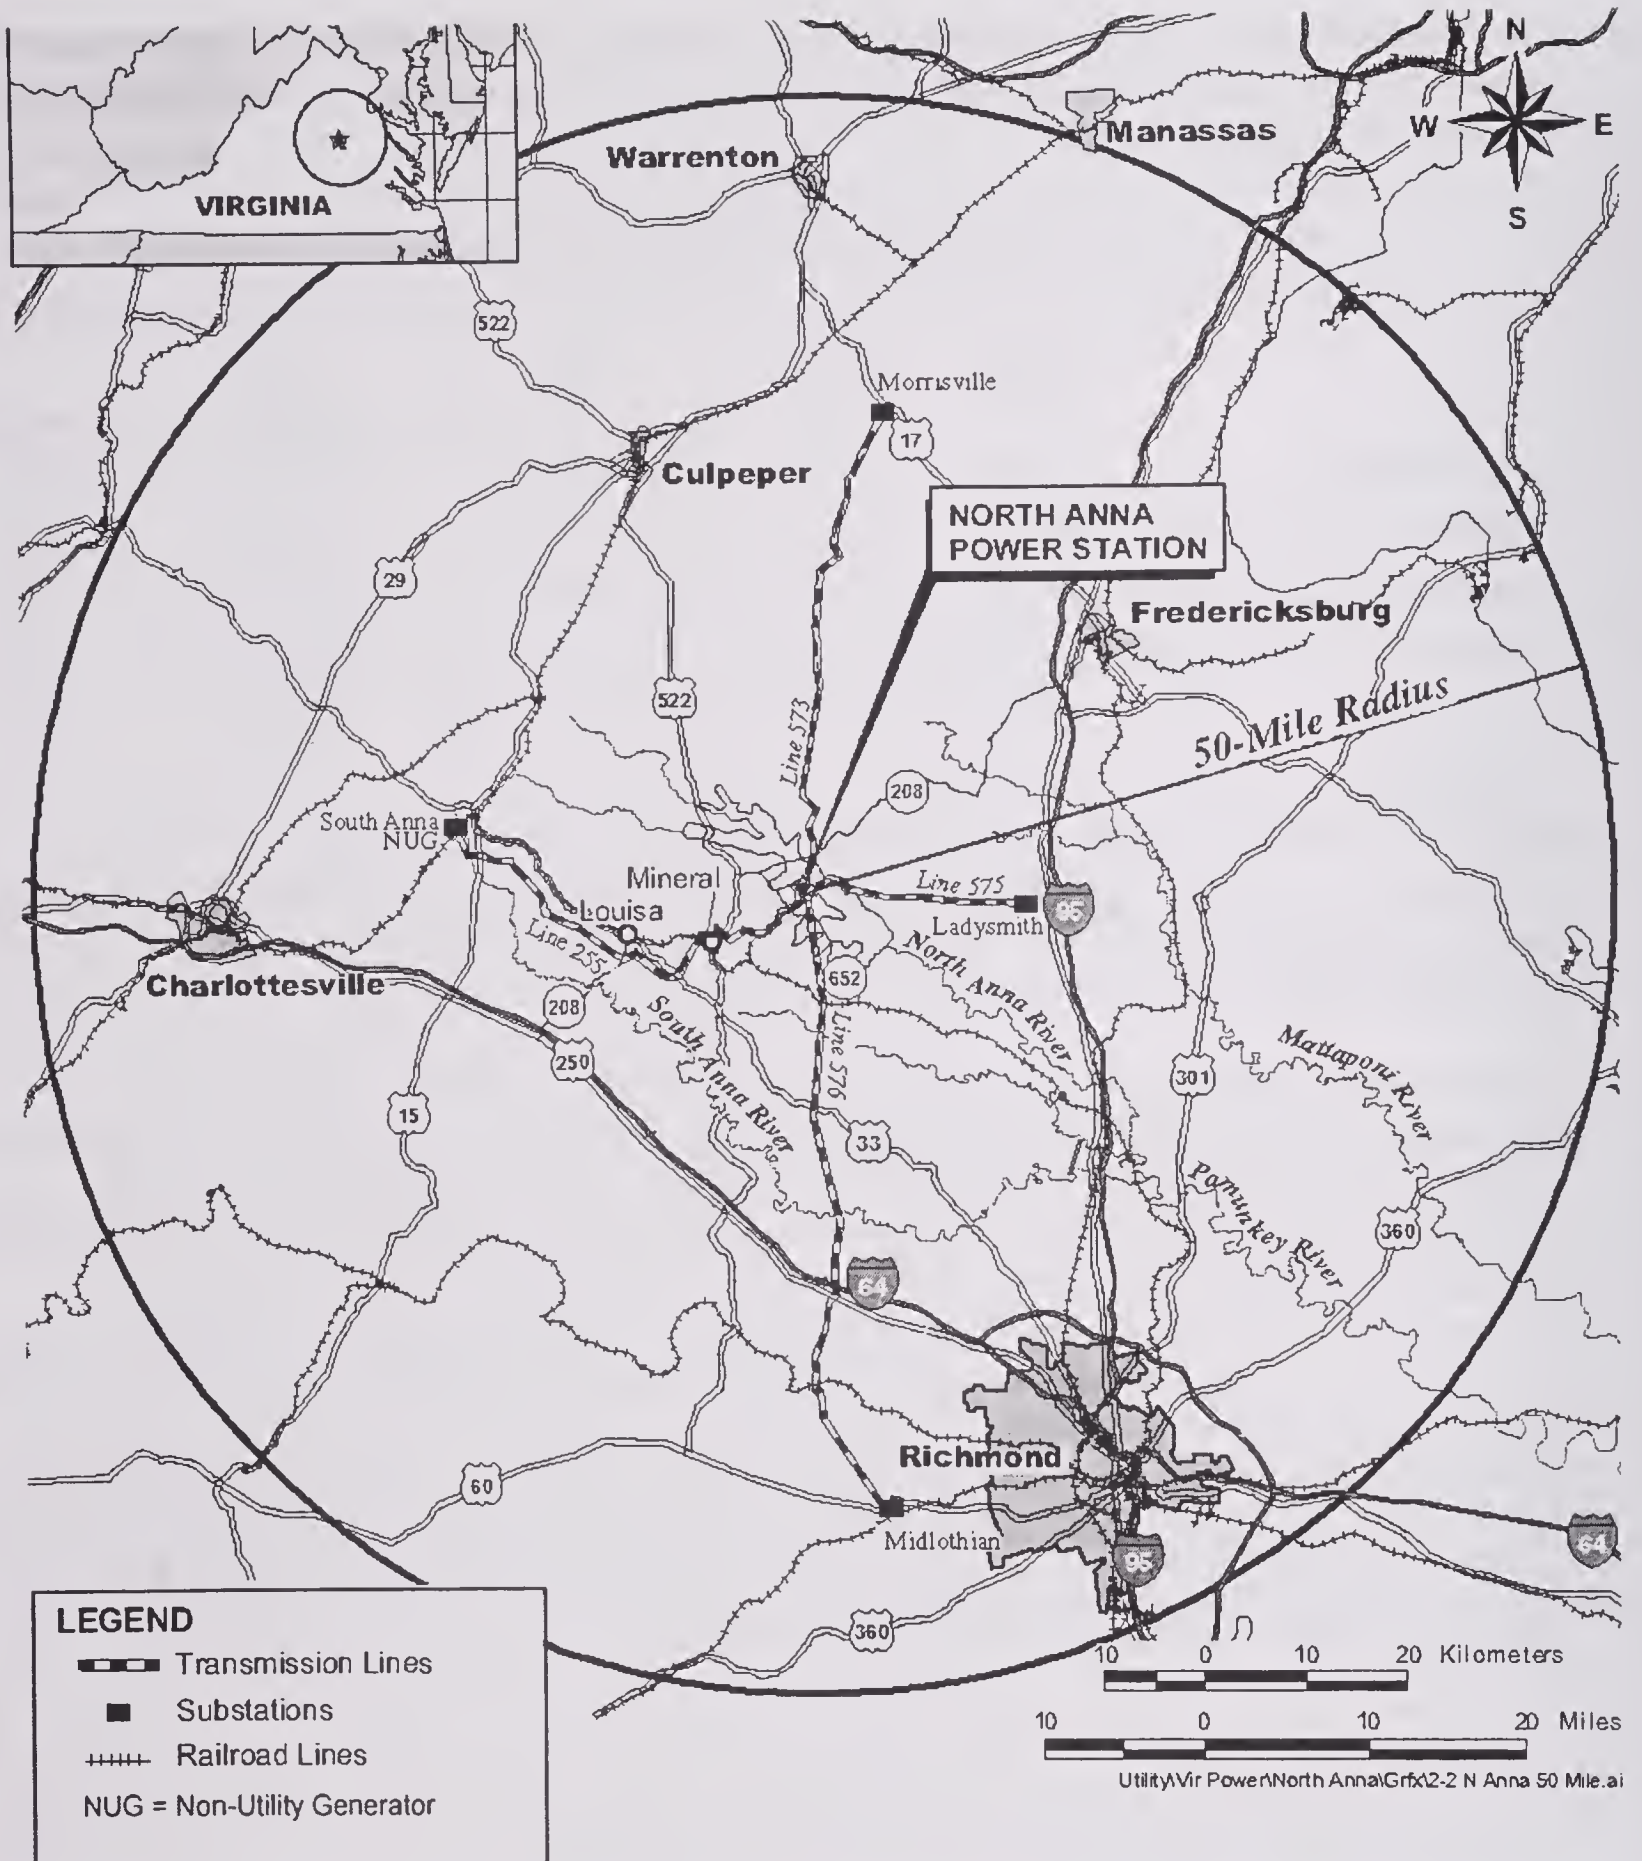 N
Manassas
W
E
Warrenton
VIRGINIA
S
522
Morrisville
17
Culpeper
NORTH ANNA
POWER STATION
29
Fredericksburg
522
50-Mile Radius
Line 573
208
South Anna
NUG
Mineral
Line 575
Louisa
95
Ladysmith
Line 255
North Anna River
652
Charlottesville
208
South Anna River
Line 576
Mattaponi River
250
301
15
33
Pamunkey River
360
64
Richmond
60
Midlothian
95
64
360
LEGEND
Transmission Lines
Substations
Railroad Lines
NUG = Non-Utility Generator
10 0 10 20 Kilometers
10 0 10 20 Miles
Utility\Vir Power\North Anna\Grfx\2-2 N Anna 50 Mile.ai